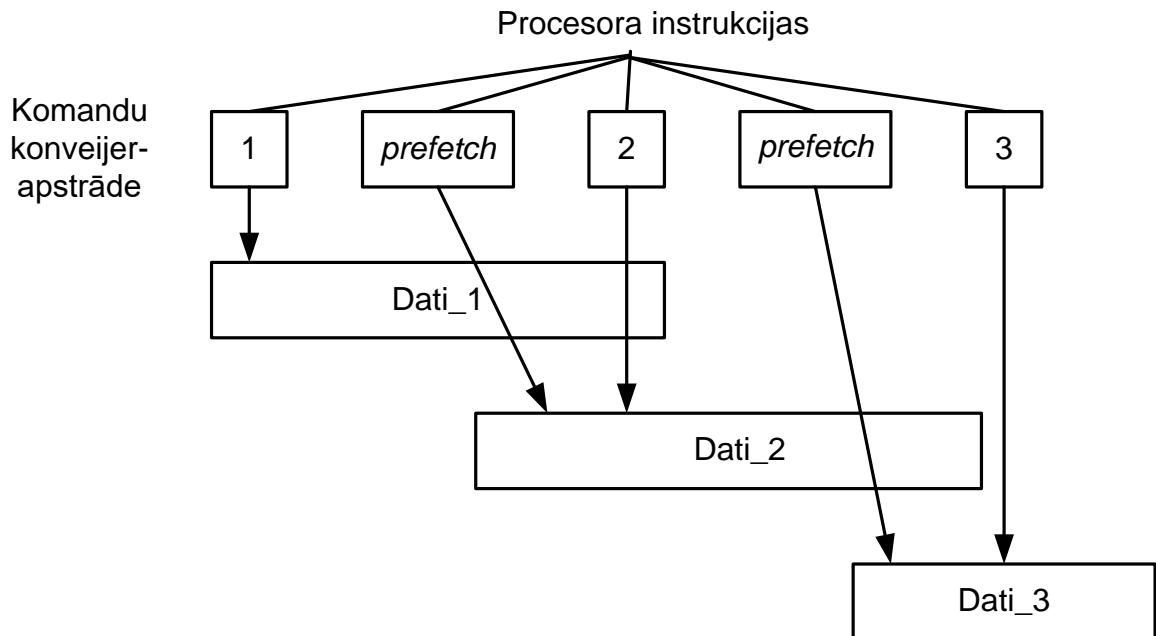 Procesora instrukcijas
Komandu
konveijer-
apstrāde
1
prefetch
2
prefetch
3
Dati_1
Dati_2
Dati_3